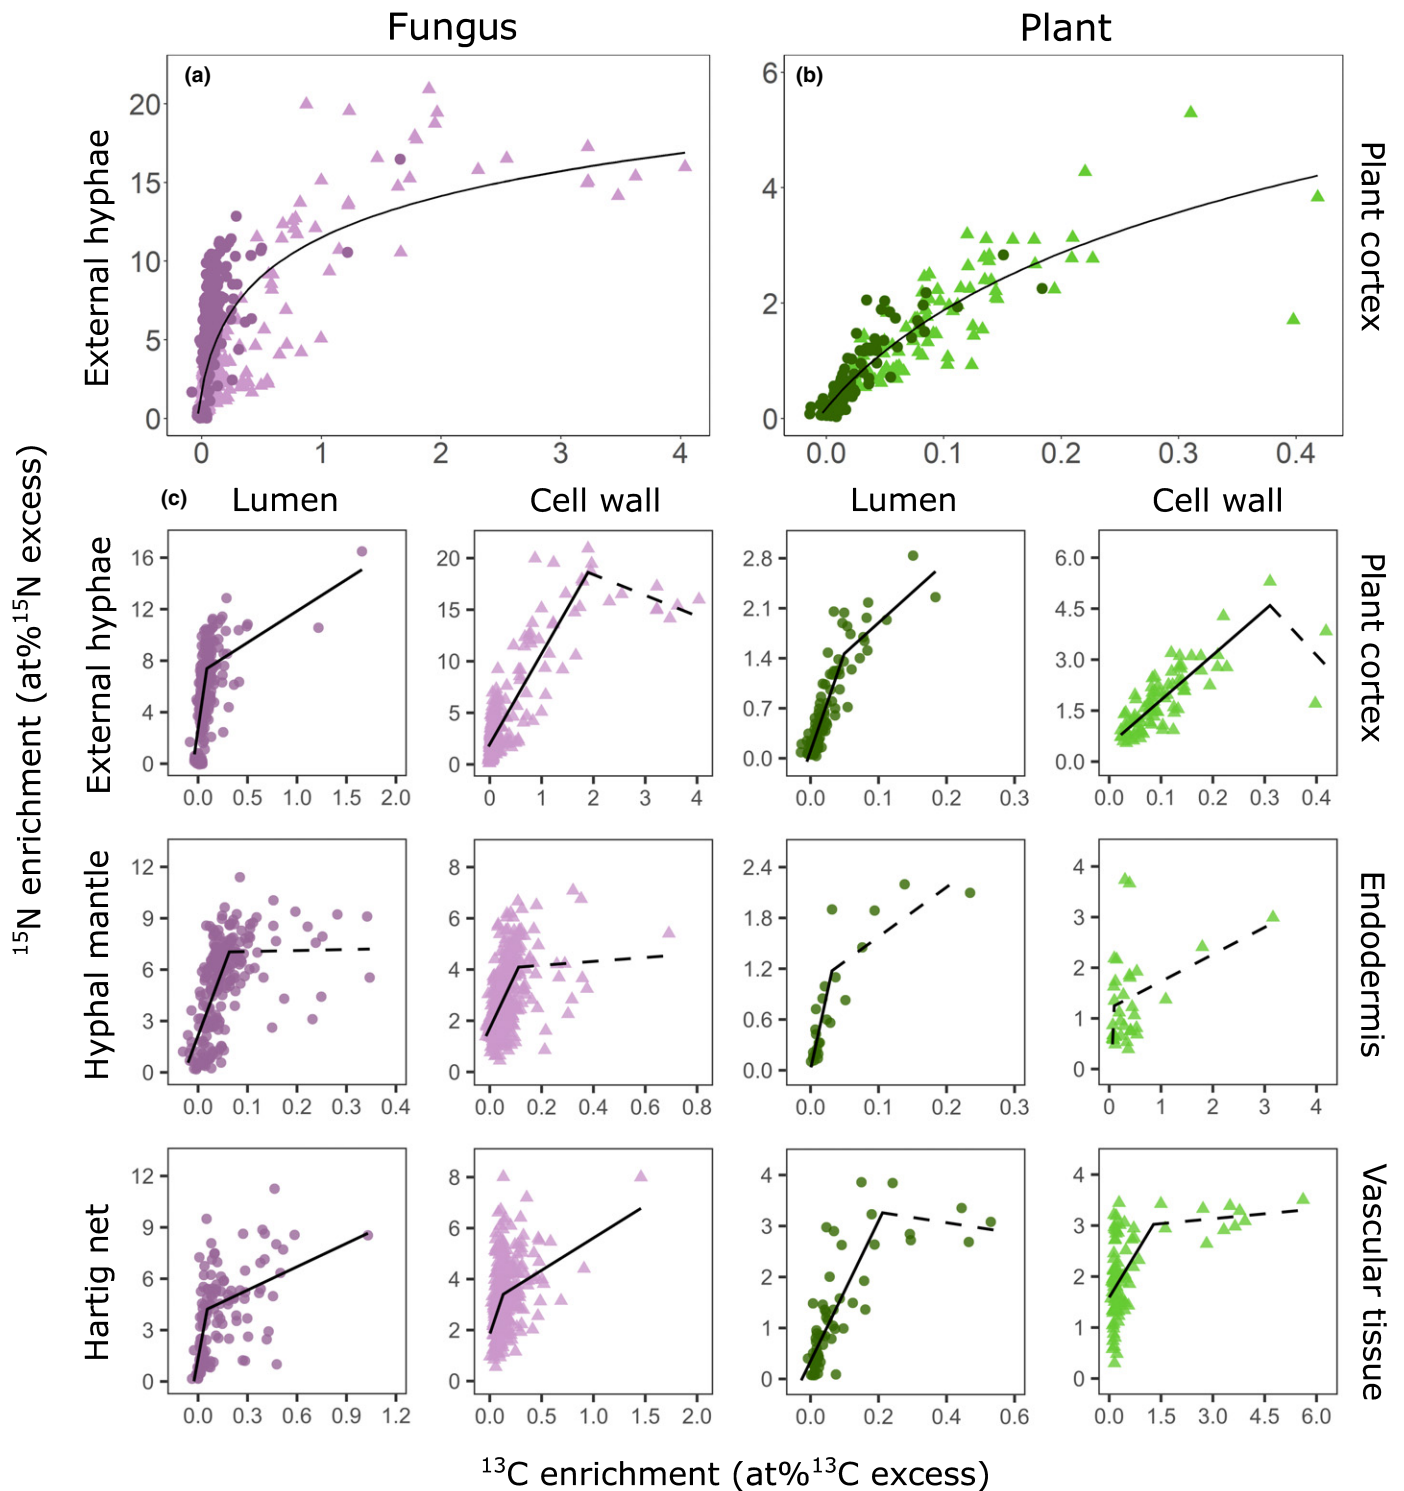 Fungus
Plant
(a)
(b)
External hyphae
20
15
10
5
0
0 1 2 3 4
6
4
2
0
0.0 0.1 0.2 0.3 0.4
Plant cortex
¹⁵N enrichment (at%¹⁵N excess)
(c)
Lumen
Cell wall
Lumen
Cell wall
External hyphae
16
12
8
4
0
0.0 0.5 1.0 1.5 2.0
20
15
10
5
0
0 1 2 3 4
2.8
2.1
1.4
0.7
0.0
0.0 0.1 0.2 0.3
6.0
4.5
3.0
1.5
0.0
0.0 0.1 0.2 0.3 0.4
Plant cortex
Hyphal mantle
12
9
6
3
0
0.0 0.1 0.2 0.3 0.4
8
6
4
2
0
0.0 0.2 0.4 0.6 0.8
2.4
1.8
1.2
0.6
0.0
0.0 0.1 0.2 0.3
4
3
2
1
0
0 1 2 3 4
Endodermis
Hartig net
12
9
6
3
0
0.0 0.3 0.6 0.9 1.2
8
6
4
2
0
0.0 0.5 1.0 1.5 2.0
4
3
2
1
0
0.0 0.2 0.4 0.6
4
3
2
1
0
0.0 1.5 3.0 4.5 6.0
Vascular tissue
¹³C enrichment (at%¹³C excess)